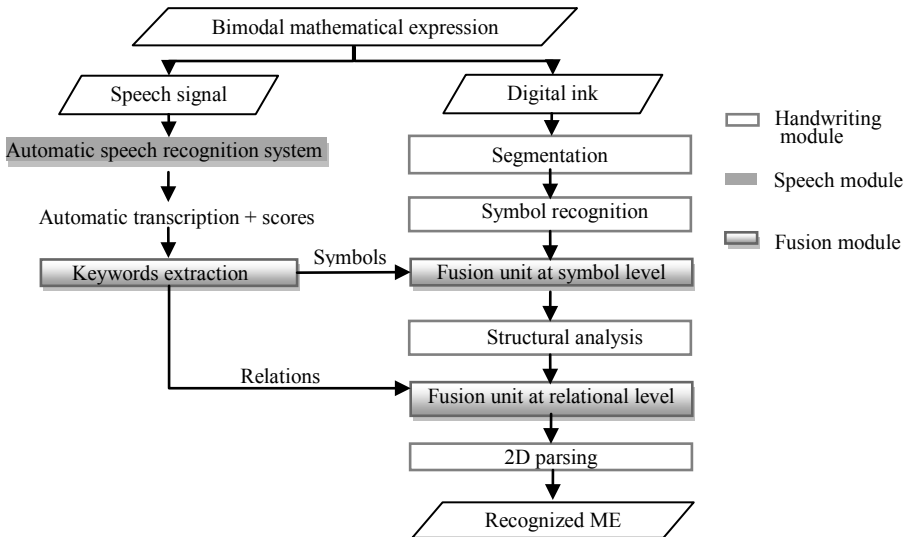 Bimodal mathematical expression
Speech signal
Digital ink
Automatic speech recognition system
Segmentation
Handwriting
module
Speech module
Fusion module
Automatic transcription + scores
Symbol recognition
Keywords extraction
Symbols
Fusion unit at symbol level
Structural analysis
Relations
Fusion unit at relational level
2D parsing
Recognized ME